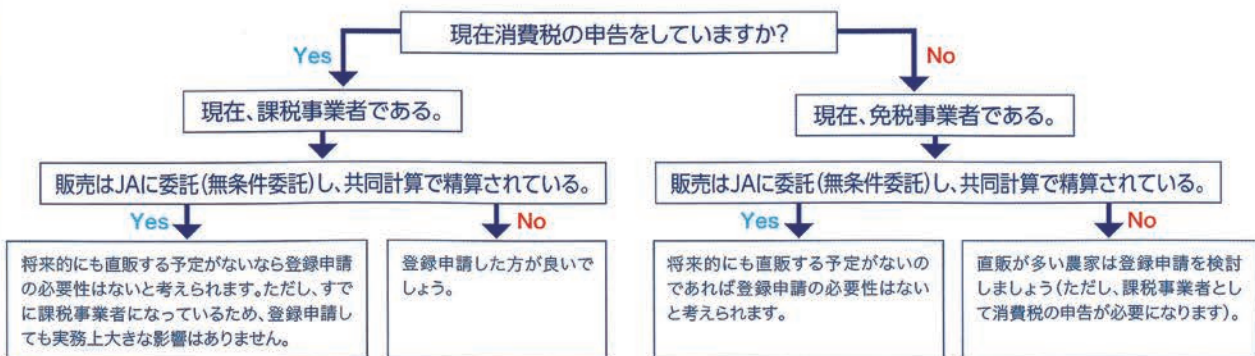 現在消費税の申告をしていますか?
Yes
No
現在、課税事業者である。
現在、免税事業者である。
販売はJAに委託(無条件委託)し、共同計算で精算されている。
販売はJAに委託(無条件委託)し、共同計算で精算されている。
Yes
No
Yes
No
将来的にも直販する予定がないなら登録申請
の必要性はないと考えられます。ただし、すで
に課税事業者になっているため、登録申請し
ても実務上大きな影響はありません。
登録申請した方が良いで
しょう。
将来的にも直販する予定がないの
であれば登録申請の必要性はない
と考えられます。
直販が多い農家は登録申請を検討
しましょう(ただし、課税事業者とし
て消費税の申告が必要になります)。